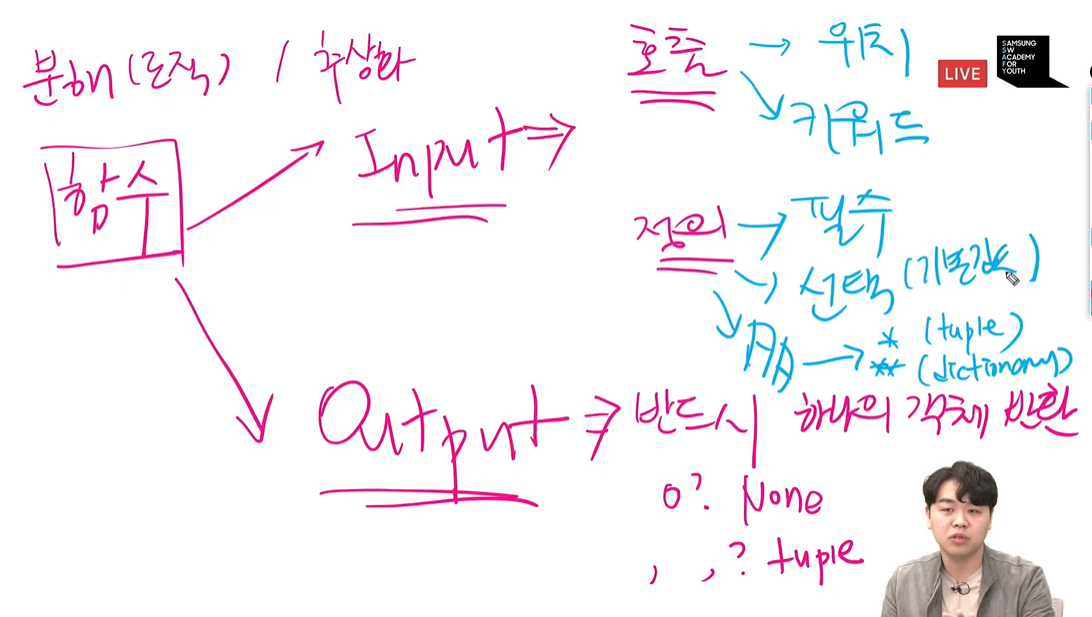 분해(로직) / 추상화
함수
Input ⇒
호출 → 위치
키워드
정의 → 필수
선택 (기본값)
→ * (tuple)
** (dictionary)
Output ⇒ 반드시 하나의 객체 반환
0? None
, , ? tuple
LIVE
SAMSUNG
SW
ACADEMY
FOR
YOUTH